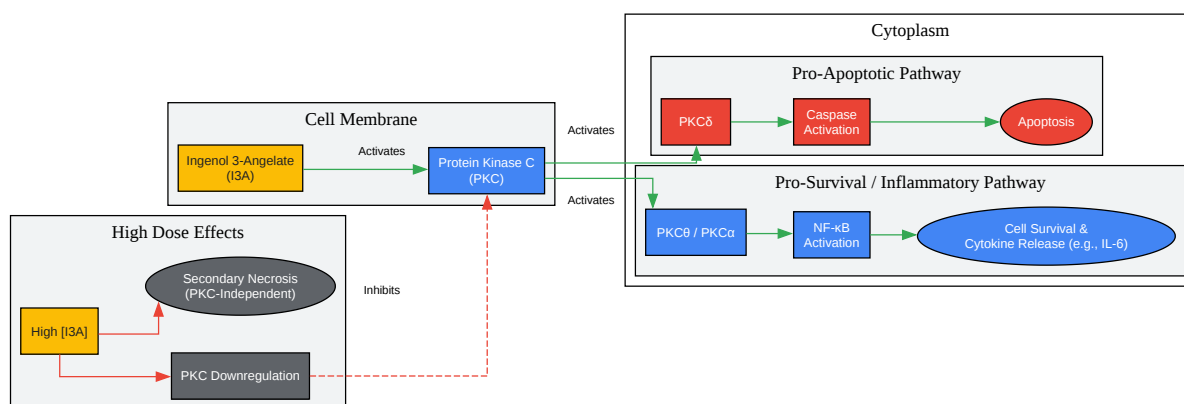 Cytoplasm
Pro-Apoptotic Pathway
PKCδ
Caspase
Activation
Apoptosis
Cell Membrane
Ingenol 3-Angelate
(I3A)
Activates
Protein Kinase C
(PKC)
Activates
Activates
Pro-Survival / Inflammatory Pathway
PKCθ / PKCα
NF-κB
Activation
Cell Survival &
Cytokine Release (e.g., IL-6)
High Dose Effects
Secondary Necrosis
(PKC-Independent)
Inhibits
High [I3A]
PKC Downregulation